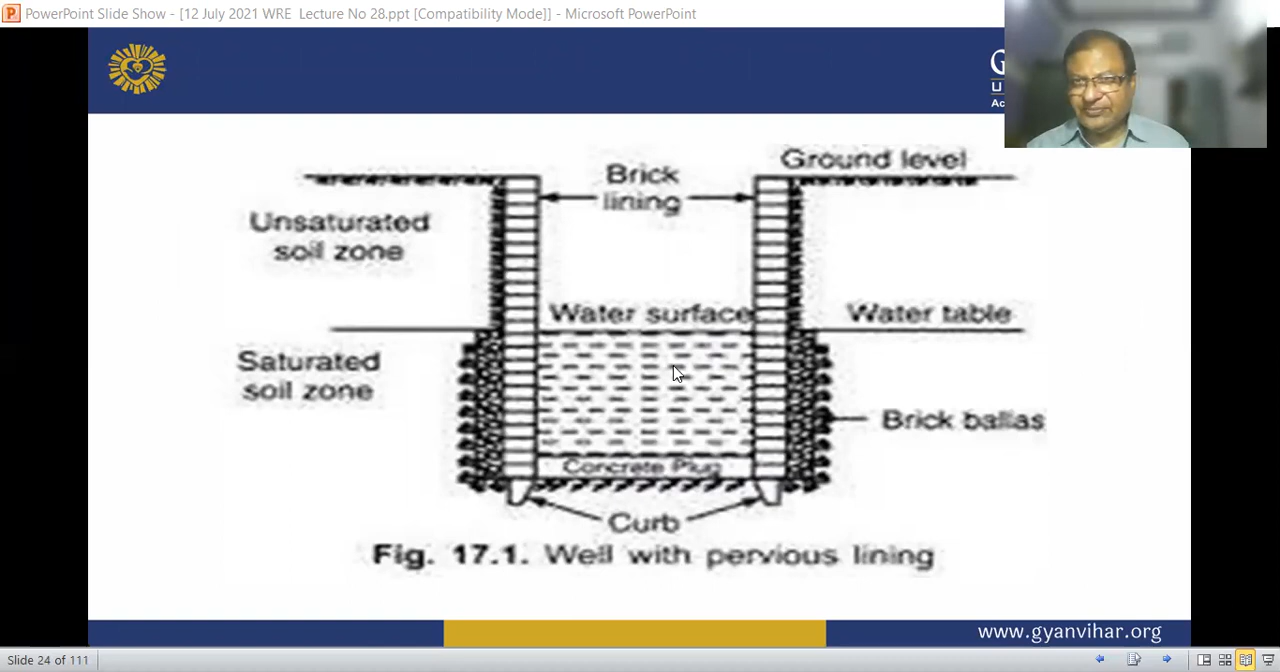 PowerPoint Slide Show - [12 July 2021 WRE Lecture No 28.ppt [Compatibility Mode]] - Microsoft PowerPoint
G
U
Ac
Ground level
Brick
lining
Unsaturated
soil zone
Water surface
Water table
Saturated
soil zone
Brick ballas
Concrete Plug
Curb
Fig. 17.1. Well with pervious lining
www.gyanvihar.org
Slide 24 of 111